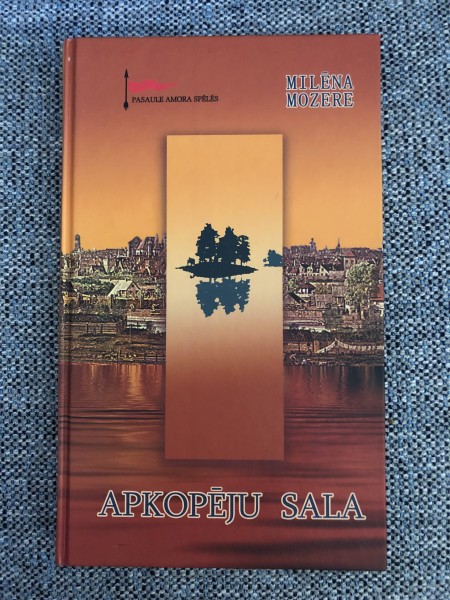 PASAULE AMORA SPĒLĒS
MILĒNA
MOZERE
APKOPĒJU SALA